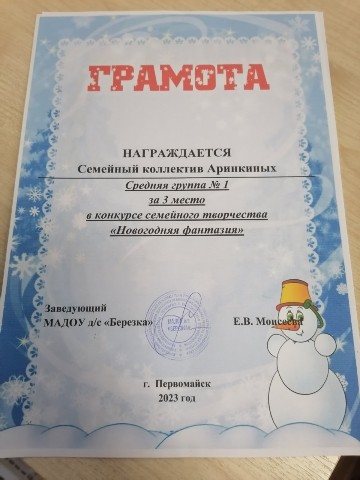 ГРАМОТА
НАГРАЖДАЕТСЯ
Семейный коллектив Аринкиных
Средняя группа № 1
за 3 место
в конкурсе семейного творчества
«Новогодняя фантазия»
Заведующий
МАДОУ д/с «Березка» Е.В. Моисеева
г. Первомайск
2023 год